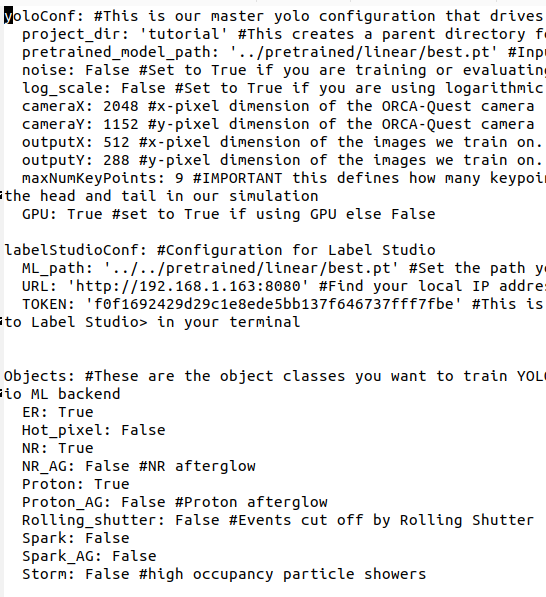 yoloConf: #This is our master yolo configuration that drives
project_dir: 'tutorial' #This creates a parent directory fo
pretrained_model_path: '../pretrained/linear/best.pt' #Inpu
noise: False #Set to True if you are training or evaluating
log_scale: False #Set to True if you are using logarithmic
cameraX: 2048 #x-pixel dimension of the ORCA-Quest camera
cameraY: 1152 #y-pixel dimension of the ORCA-Quest camera
outputX: 512 #x-pixel dimension of the images we train on.
outputY: 288 #y-pixel dimension of the images we train on.
maxNumKeyPoints: 9 #IMPORTANT this defines how many keypoin
the head and tail in our simulation
GPU: True #set to True if using GPU else False
labelStudioConf: #Configuration for Label Studio
ML_path: '../../pretrained/linear/best.pt' #Set the path yo
URL: 'http://192.168.1.163:8080' #Find your local IP addre
TOKEN: 'f0f1692429d29c1e8ede5bb137f646737fff7fbe' #This is
to Label Studio> in your terminal
Objects: #These are the object classes you want to train YOLO
io ML backend
ER: True
Hot_pixel: False
NR: True
NR_AG: False #NR afterglow
Proton: True
Proton_AG: False #Proton afterglow
Rolling_shutter: False #Events cut off by Rolling Shutter
Spark: False
Spark_AG: False
Storm: False #high occupancy particle showers